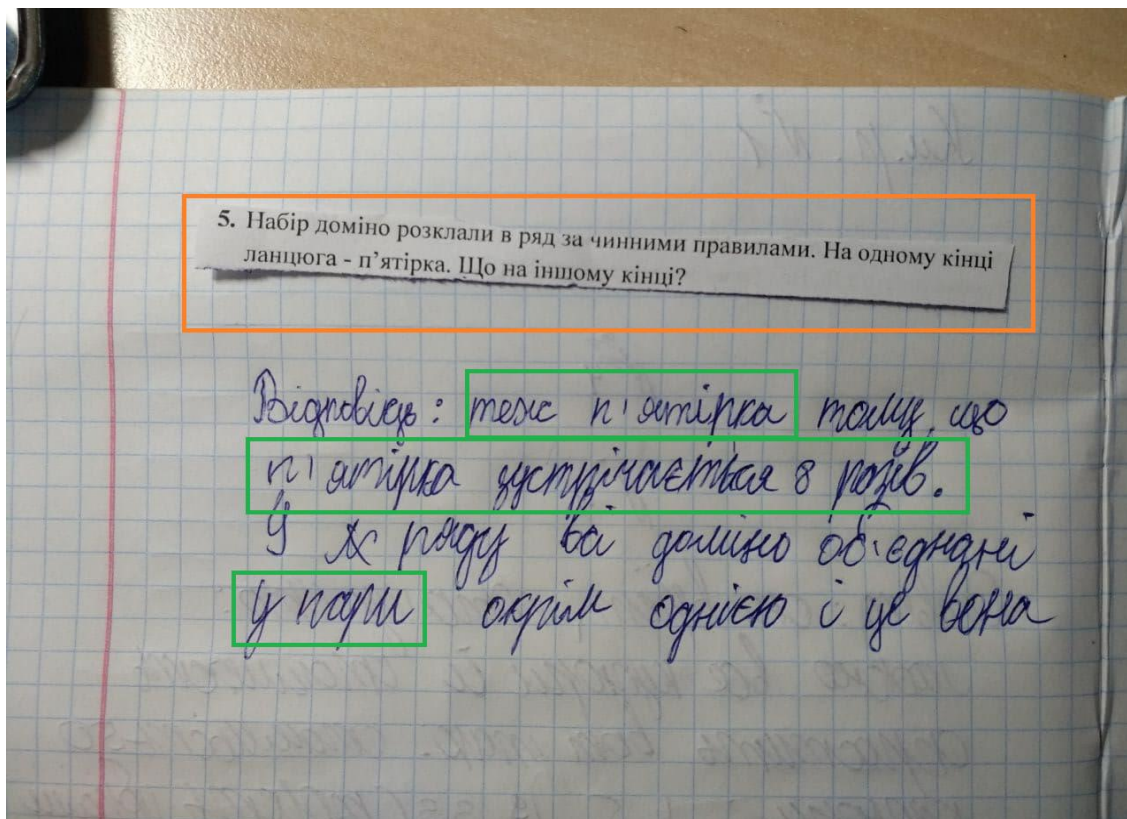 5. Набір доміно розклали в ряд за чинними правилами. На одному кінці
ланцюга - п’ятірка. Що на іншому кінці?
Відповідь: теж п'ятірка тому, що
п'ятірка зустрічається 8 разів.
У ряду всі доміно об'єднані
у пари окрім однією і це вона